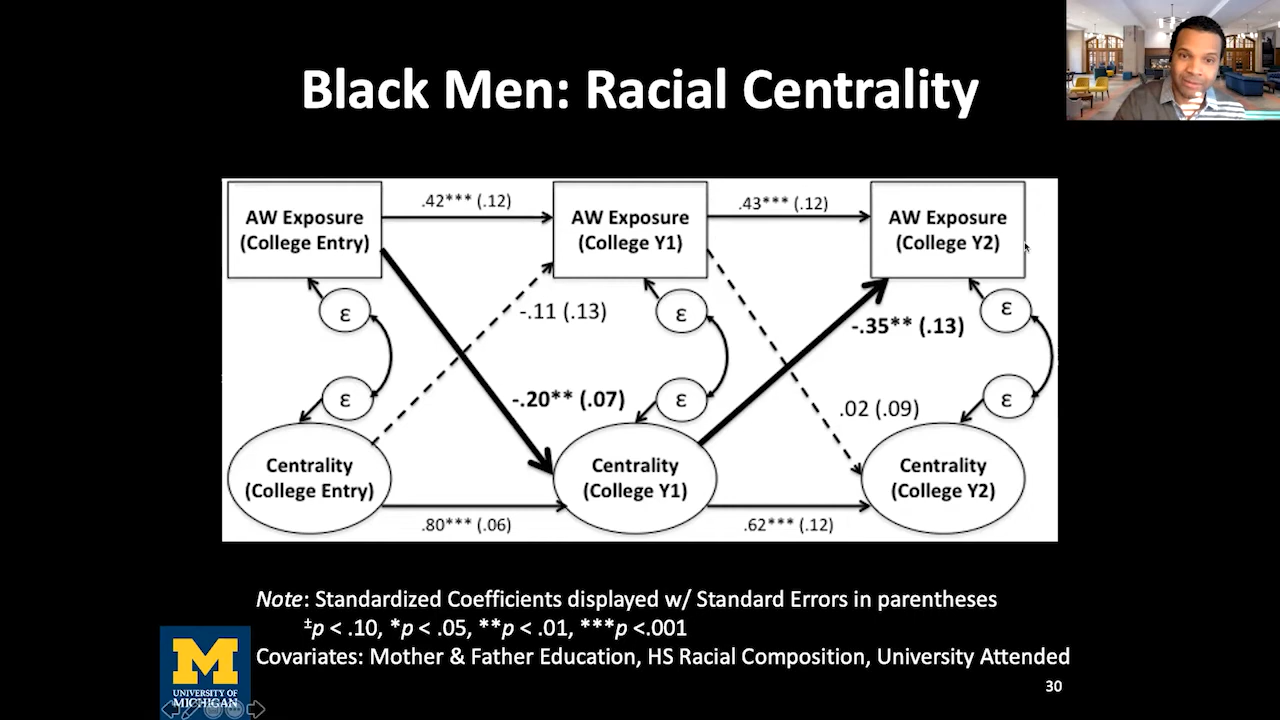 Black Men: Racial Centrality
AW Exposure
(College Entry)
.42*** (.12)
AW Exposure
(College Y1)
.43*** (.12)
AW Exposure
(College Y2)
ε
ε
ε
-.11 (.13)
-.35** (.13)
ε
ε
ε
-.20** (.07)
.02 (.09)
Centrality
(College Entry)
.80*** (.06)
Centrality
(College Y1)
.62*** (.12)
Centrality
(College Y2)
Note: Standardized Coefficients displayed w/ Standard Errors in parentheses
±p < .10, *p < .05, **p < .01, ***p <.001
Covariates: Mother & Father Education, HS Racial Composition, University Attended
M
UNIVERSITY OF
MICHIGAN
30